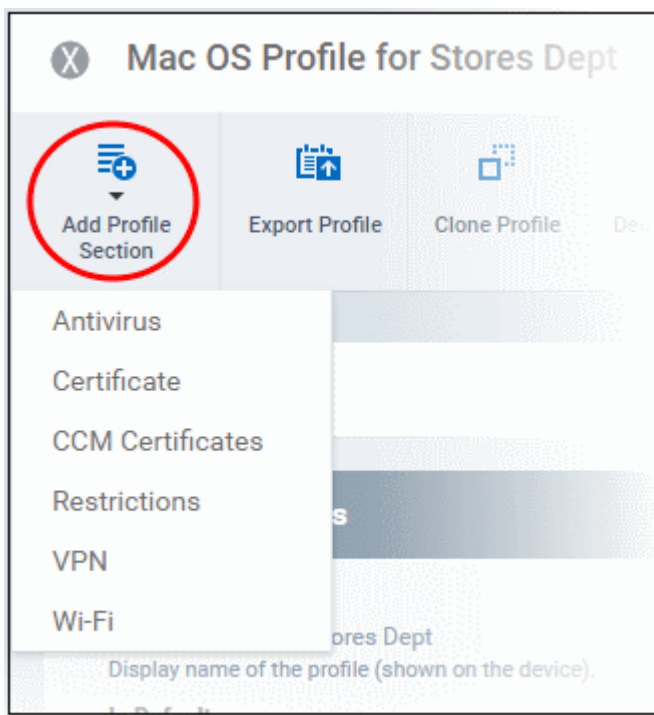 X Mac OS Profile for Stores Dept
Add Profile
Section
Export Profile
Clone Profile
De
Antivirus
Certificate
CCM Certificates
Restrictions
VPN
Wi-Fi
s
ores Dept
Display name of the profile (shown on the device).